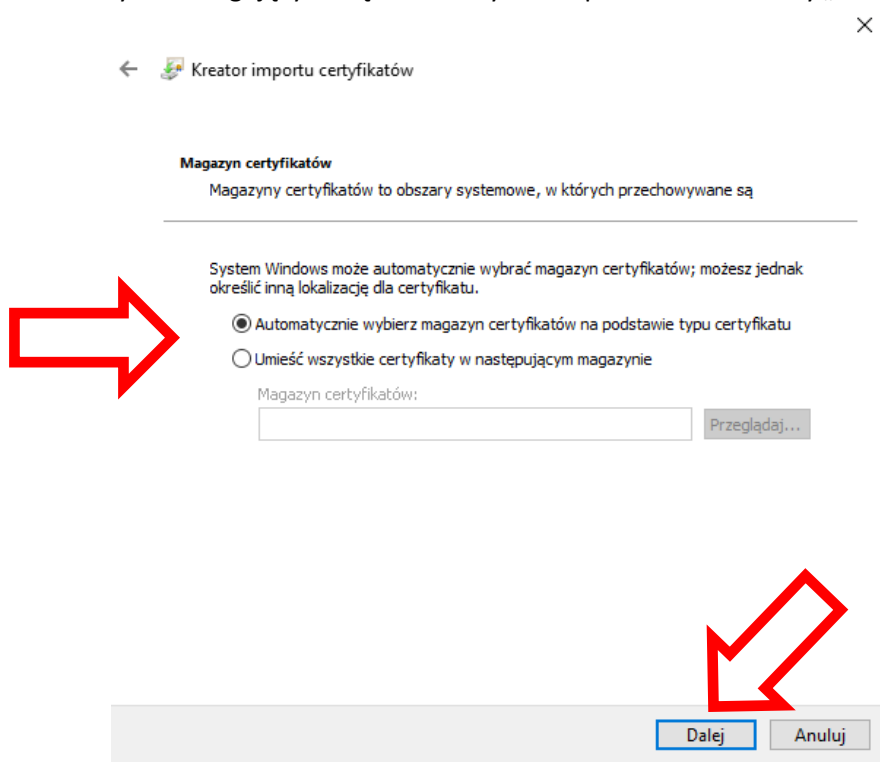 Kreator importu certyfikatów
Magazyn certyfikatów
Magazyny certyfikatów to obszary systemowe, w których przechowywane są
System Windows może automatycznie wybrać magazyn certyfikatów; możesz jednak
określić inną lokalizację dla certyfikatu.
Automatycznie wybierz magazyn certyfikatów na podstawie typu certyfikatu
Umieść wszystkie certyfikaty w następującym magazynie
Magazyn certyfikatów:
Przeglądaj...
Dalej Anuluj